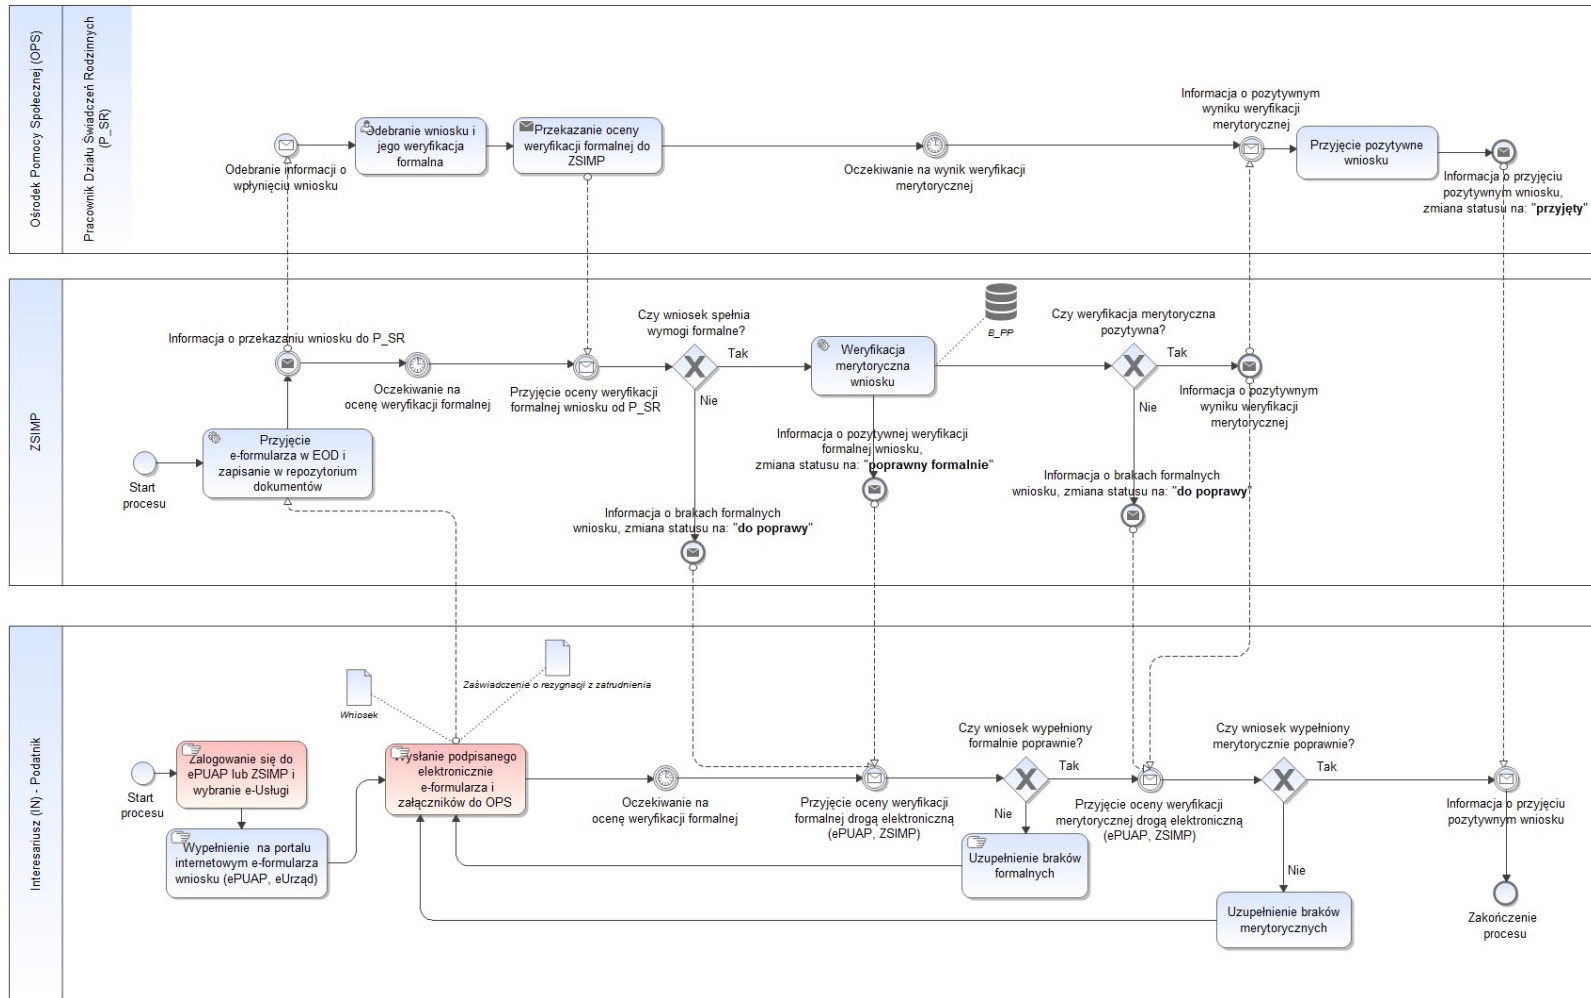 Ośrodek Pomocy Społecznej (OPS)
Pracownik Działu Świadczeń Rodzinnych
(P_SR)
Odebranie informacji o
wpłynięciu wniosku
Odebranie wniosku i
jego weryfikacja
formalna
Przekazanie oceny
weryfikacji formalnej do
ZSIMP
Oczekiwanie na wynik weryfikacji
merytorycznej
Informacja o pozytywnym
wyniku weryfikacji
merytorycznej
Przyjęcie pozytywne
wniosku
Informacja o przyjęciu
pozytywnym wniosku,
zmiana statusu na: "przyjęty"
ZSIMP
Start
procesu
Przyjęcie
e-formularza w EOD i
zapisanie w repozytorium
dokumentów
Informacja o przekazaniu wniosku do P_SR
Oczekiwanie na
ocenę weryfikacji formalnej
Przyjęcie oceny weryfikacji
formalnej wniosku od P_SR
Czy wniosek spełnia
wymogi formalne?
Tak
Nie
Informacja o brakach formalnych
wniosku, zmiana statusu na: "do poprawy"
Weryfikacja
merytoryczna
wniosku
B_PP
Informacja o pozytywnej weryfikacji
formalnej wniosku,
zmiana statusu na: "poprawny formalnie"
Czy weryfikacja merytoryczna
pozytywna?
Tak
Nie
Informacja o pozytywnym
wyniku weryfikacji
merytorycznej
Informacja o brakach formalnych
wniosku, zmiana statusu na: "do poprawy"
Interesariusz (IN) - Podatnik
Start
procesu
Zalogowanie się do
ePUAP lub ZSIMP i
wybranie e-Usługi
Wypełnienie na portalu
internetowym e-formularza
wniosku (ePUAP, eUrząd)
Wniosek
Zaświadczenie o rezygnacji z zatrudnienia
Wysłanie podpisanego
elektronicznie
e-formularza i
załączników do OPS
Oczekiwanie na
ocenę weryfikacji formalnej
Przyjęcie oceny weryfikacji
formalnej drogą elektroniczną
(ePUAP, ZSIMP)
Czy wniosek wypełniony
formalnie poprawnie?
Tak
Nie
Uzupełnienie braków
formalnych
Przyjęcie oceny weryfikacji
merytorycznej drogą elektroniczną
(ePUAP, ZSIMP)
Czy wniosek wypełniony
merytorycznie poprawnie?
Tak
Nie
Uzupełnienie braków
merytorycznych
Informacja o przyjęciu
pozytywnym wniosku
Zakończenie
procesu